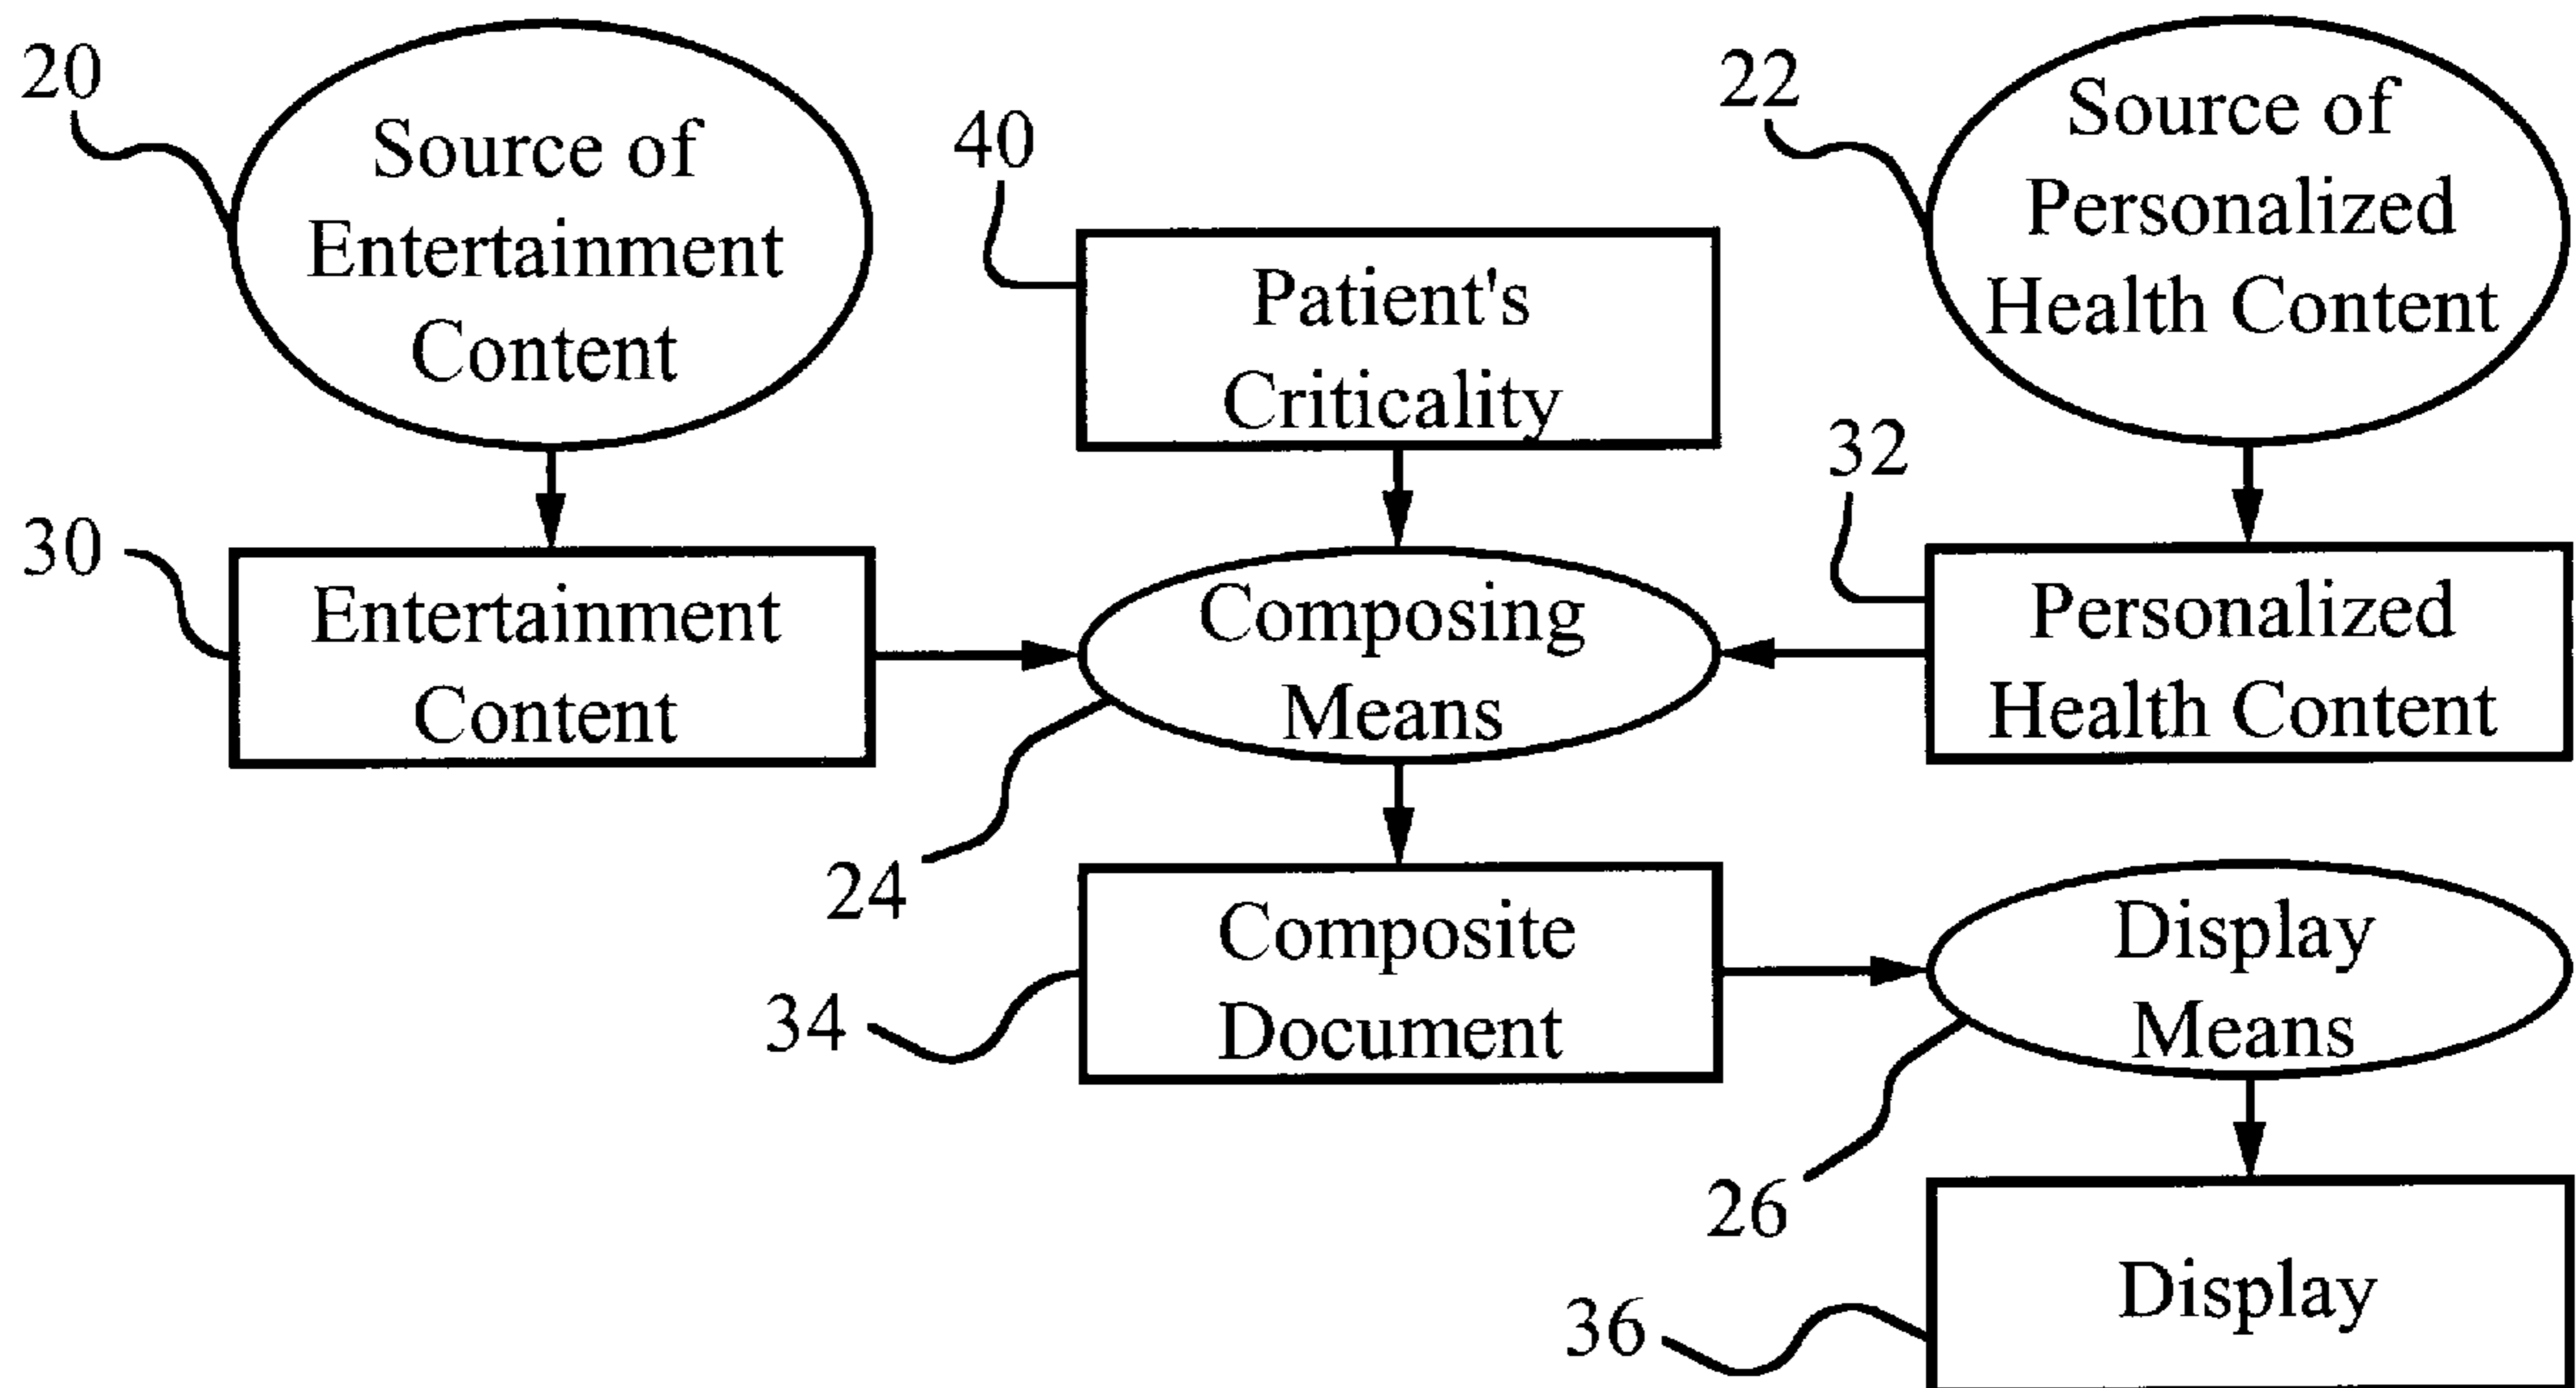 20
Source of
Entertainment
Content
40
Patient's
Criticality
22
Source of
Personalized
Health Content
30
Entertainment
Content
Composing
Means
24
32
Personalized
Health Content
34
Composite
Document
Display
Means
26
36
Display